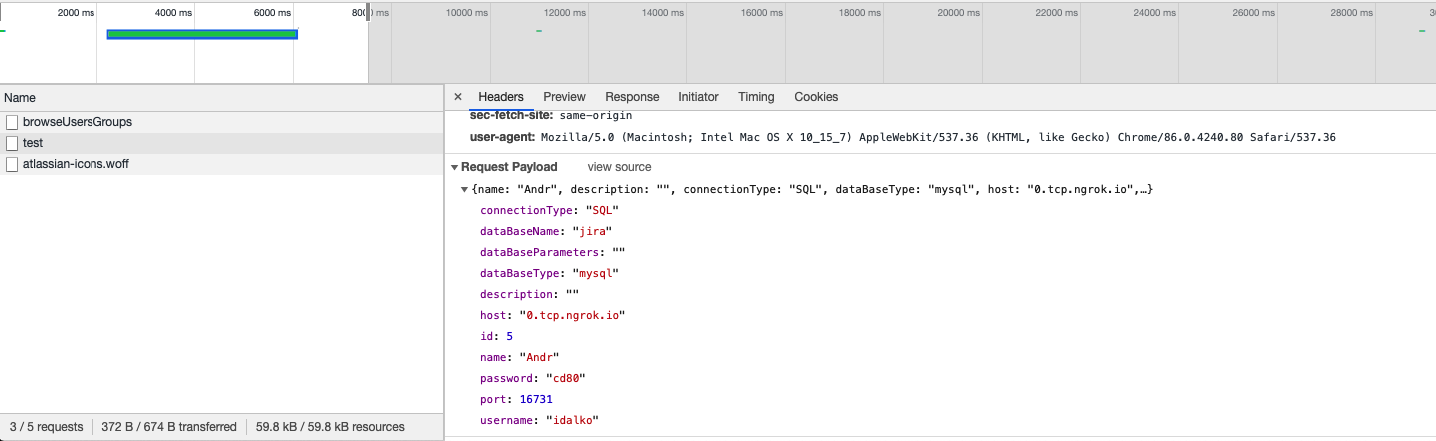 2000 ms 4000 ms 6000 ms 8000 ms 10000 ms 12000 ms 14000 ms 16000 ms 18000 ms 20000 ms 22000 ms 24000 ms 26000 ms 28000 ms
Name
browseUsersGroups
test
atlassian-icons.woff
3 / 5 requests 372 B / 674 B transferred 59.8 kB / 59.8 kB resources
× Headers Preview Response Initiator Timing Cookies
sec-fetch-site: same-origin
user-agent: Mozilla/5.0 (Macintosh; Intel Mac OS X 10_15_7) AppleWebKit/537.36 (KHTML, like Gecko) Chrome/86.0.4240.80 Safari/537.36
▼ Request Payload view source
▼ {name: "Andr", description: "", connectionType: "SQL", dataBaseType: "mysql", host: "0.tcp.ngrok.io",…}
connectionType: "SQL"
dataBaseName: "jira"
dataBaseParameters: ""
dataBaseType: "mysql"
description: ""
host: "0.tcp.ngrok.io"
id: 5
name: "Andr"
password: "cd80"
port: 16731
username: "idalko"